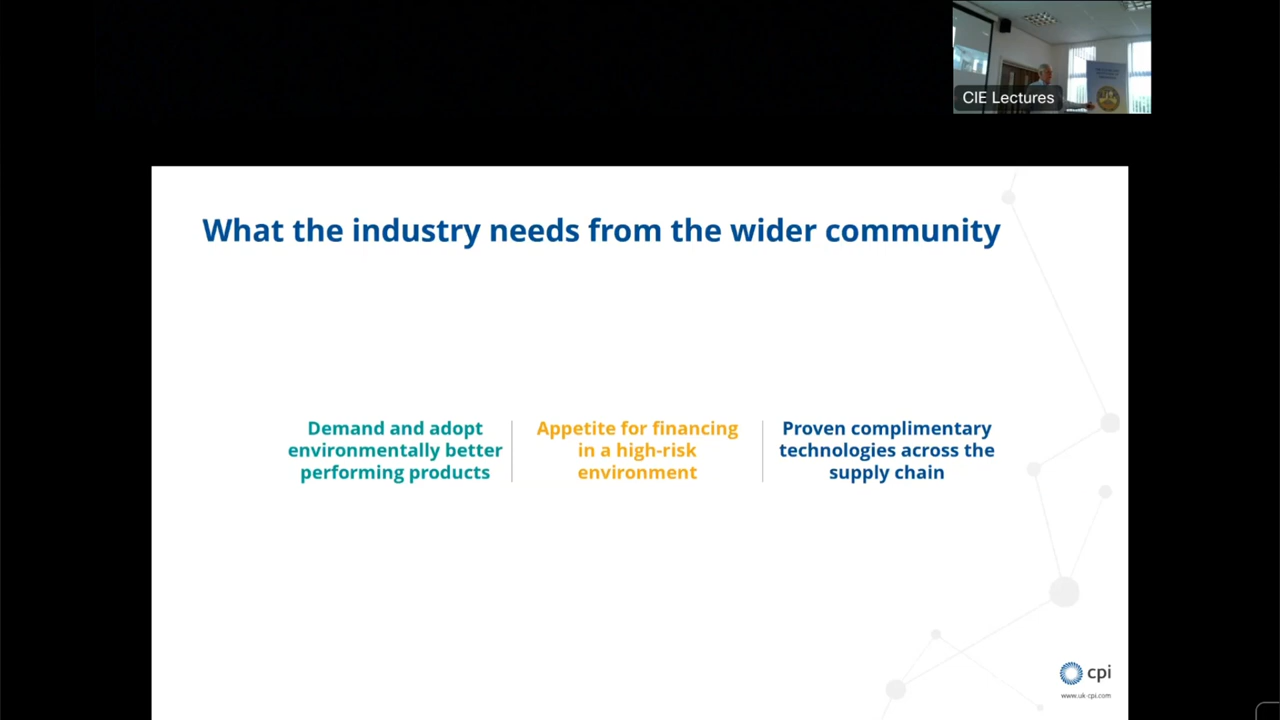 CIE Lectures
What the industry needs from the wider community
Demand and adopt
environmentally better
performing products
Appetite for financing
in a high-risk
environment
Proven complimentary
technologies across the
supply chain
cpi
www.uk-cpi.com